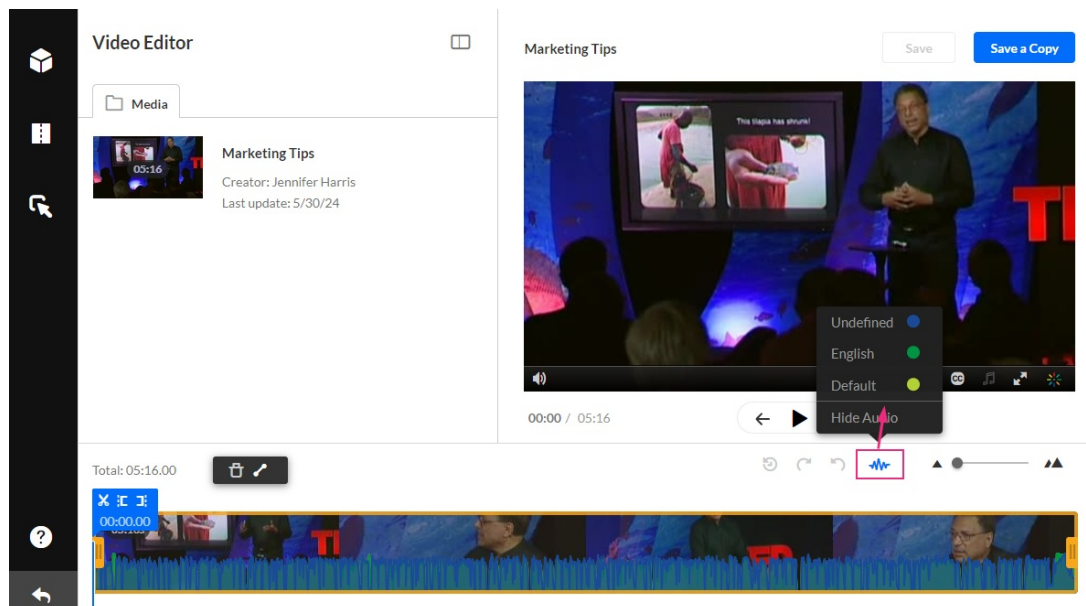 Video Editor
Media
05:16
Marketing Tips
Creator: Jennifer Harris
Last update: 5/30/24
Marketing Tips
Save
Save a Copy
This tilapia has shrunk!
Undefined
English
Default
Hide Audio
CC
00:00 / 05:16
Total: 05:16.00
00:00.00
?